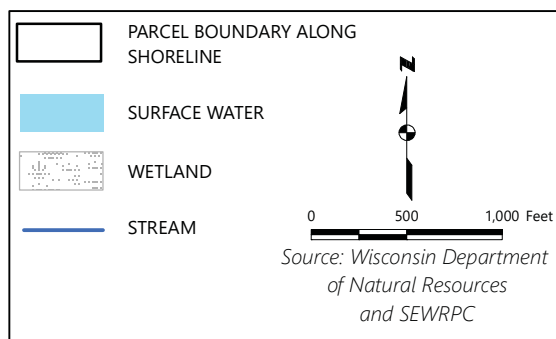 PARCEL BOUNDARY ALONG
SHORELINE
SURFACE WATER
WETLAND
STREAM
N
0 500 1,000 Feet
Source: Wisconsin Department
of Natural Resources
and SEWRPC